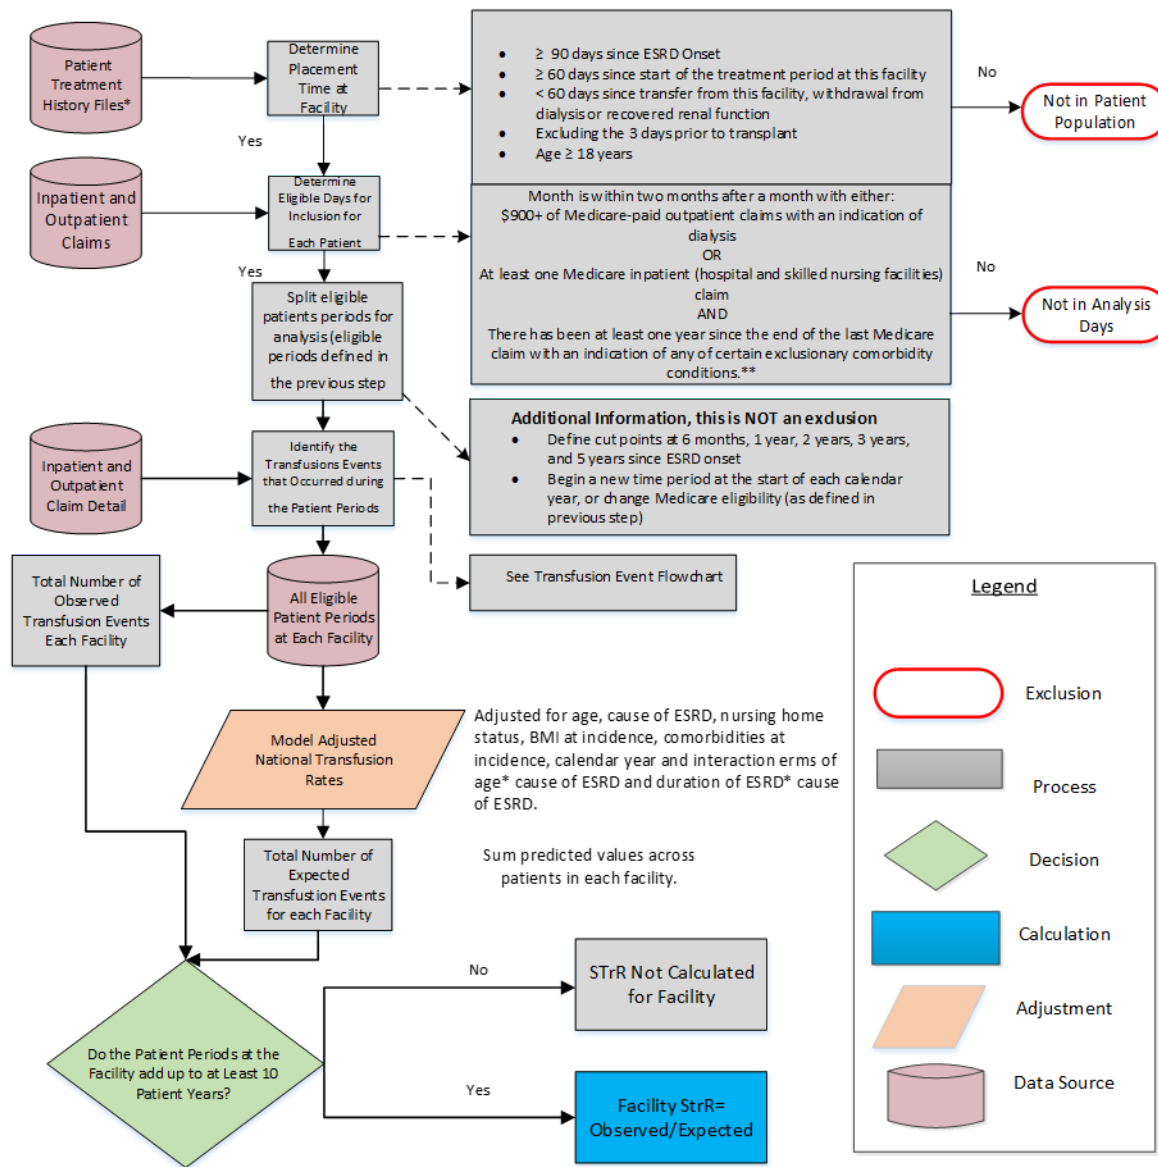 Patient
Treatment
History Files*
Determine
Placement
Time at
Facility
≥ 90 days since ESRD Onset
≥ 60 days since start of the treatment period at this facility
< 60 days since transfer from this facility, withdrawal from
dialysis or recovered renal function
Excluding the 3 days prior to transplant
Age ≥ 18 years
No
Not in Patient
Population
Yes
Inpatient and
Outpatient
Claims
Determine
Eligible Days for
Inclusion for
Each Patient
Month is within two months after a month with either:
$900+ of Medicare-paid outpatient claims with an indication of
dialysis
OR
At least one Medicare inpatient (hospital and skilled nursing facilities)
claim
AND
There has been at least one year since the end of the last Medicare
claim with an indication of any of certain exclusionary comorbidity
conditions.**
No
Not in Analysis
Days
Yes
Split eligible
patients periods for
analysis (eligible
periods defined in
the previous step
Additional Information, this is NOT an exclusion
Define cut points at 6 months, 1 year, 2 years, 3 years,
and 5 years since ESRD onset
Begin a new time period at the start of each calendar
year, or change Medicare eligibility (as defined in
previous step)
Inpatient and
Outpatient
Claim Detail
Identify the
Transfusions Events
that Occurred during
the Patient Periods
See Transfusion Event Flowchart
Total Number of
Observed
Transfusion Events
Each Facility
All Eligible
Patient Periods
at Each Facility
Model Adjusted
National Transfusion
Rates
Adjusted for age, cause of ESRD, nursing home
status, BMI at incidence, comorbidities at
incidence, calendar year and interaction erms of
age* cause of ESRD and duration of ESRD* cause
of ESRD.
Total Number of
Expected
Transfustion Events
for each Facility
Sum predicted values across
patients in each facility.
Do the Patient Periods at the
Facility add up to at Least 10
Patient Years?
No
STrR Not Calculated
for Facility
Yes
Facility StrR=
Observed/Expected
Legend
Exclusion
Process
Decision
Calculation
Adjustment
Data Source